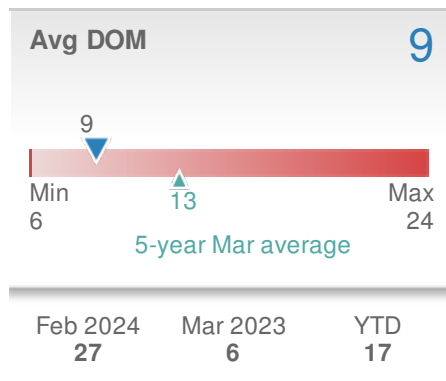 Avg DOM 9
9
13
Min Max
6 24
5-year Mar average
Feb 2024 Mar 2023 YTD
27 6 17